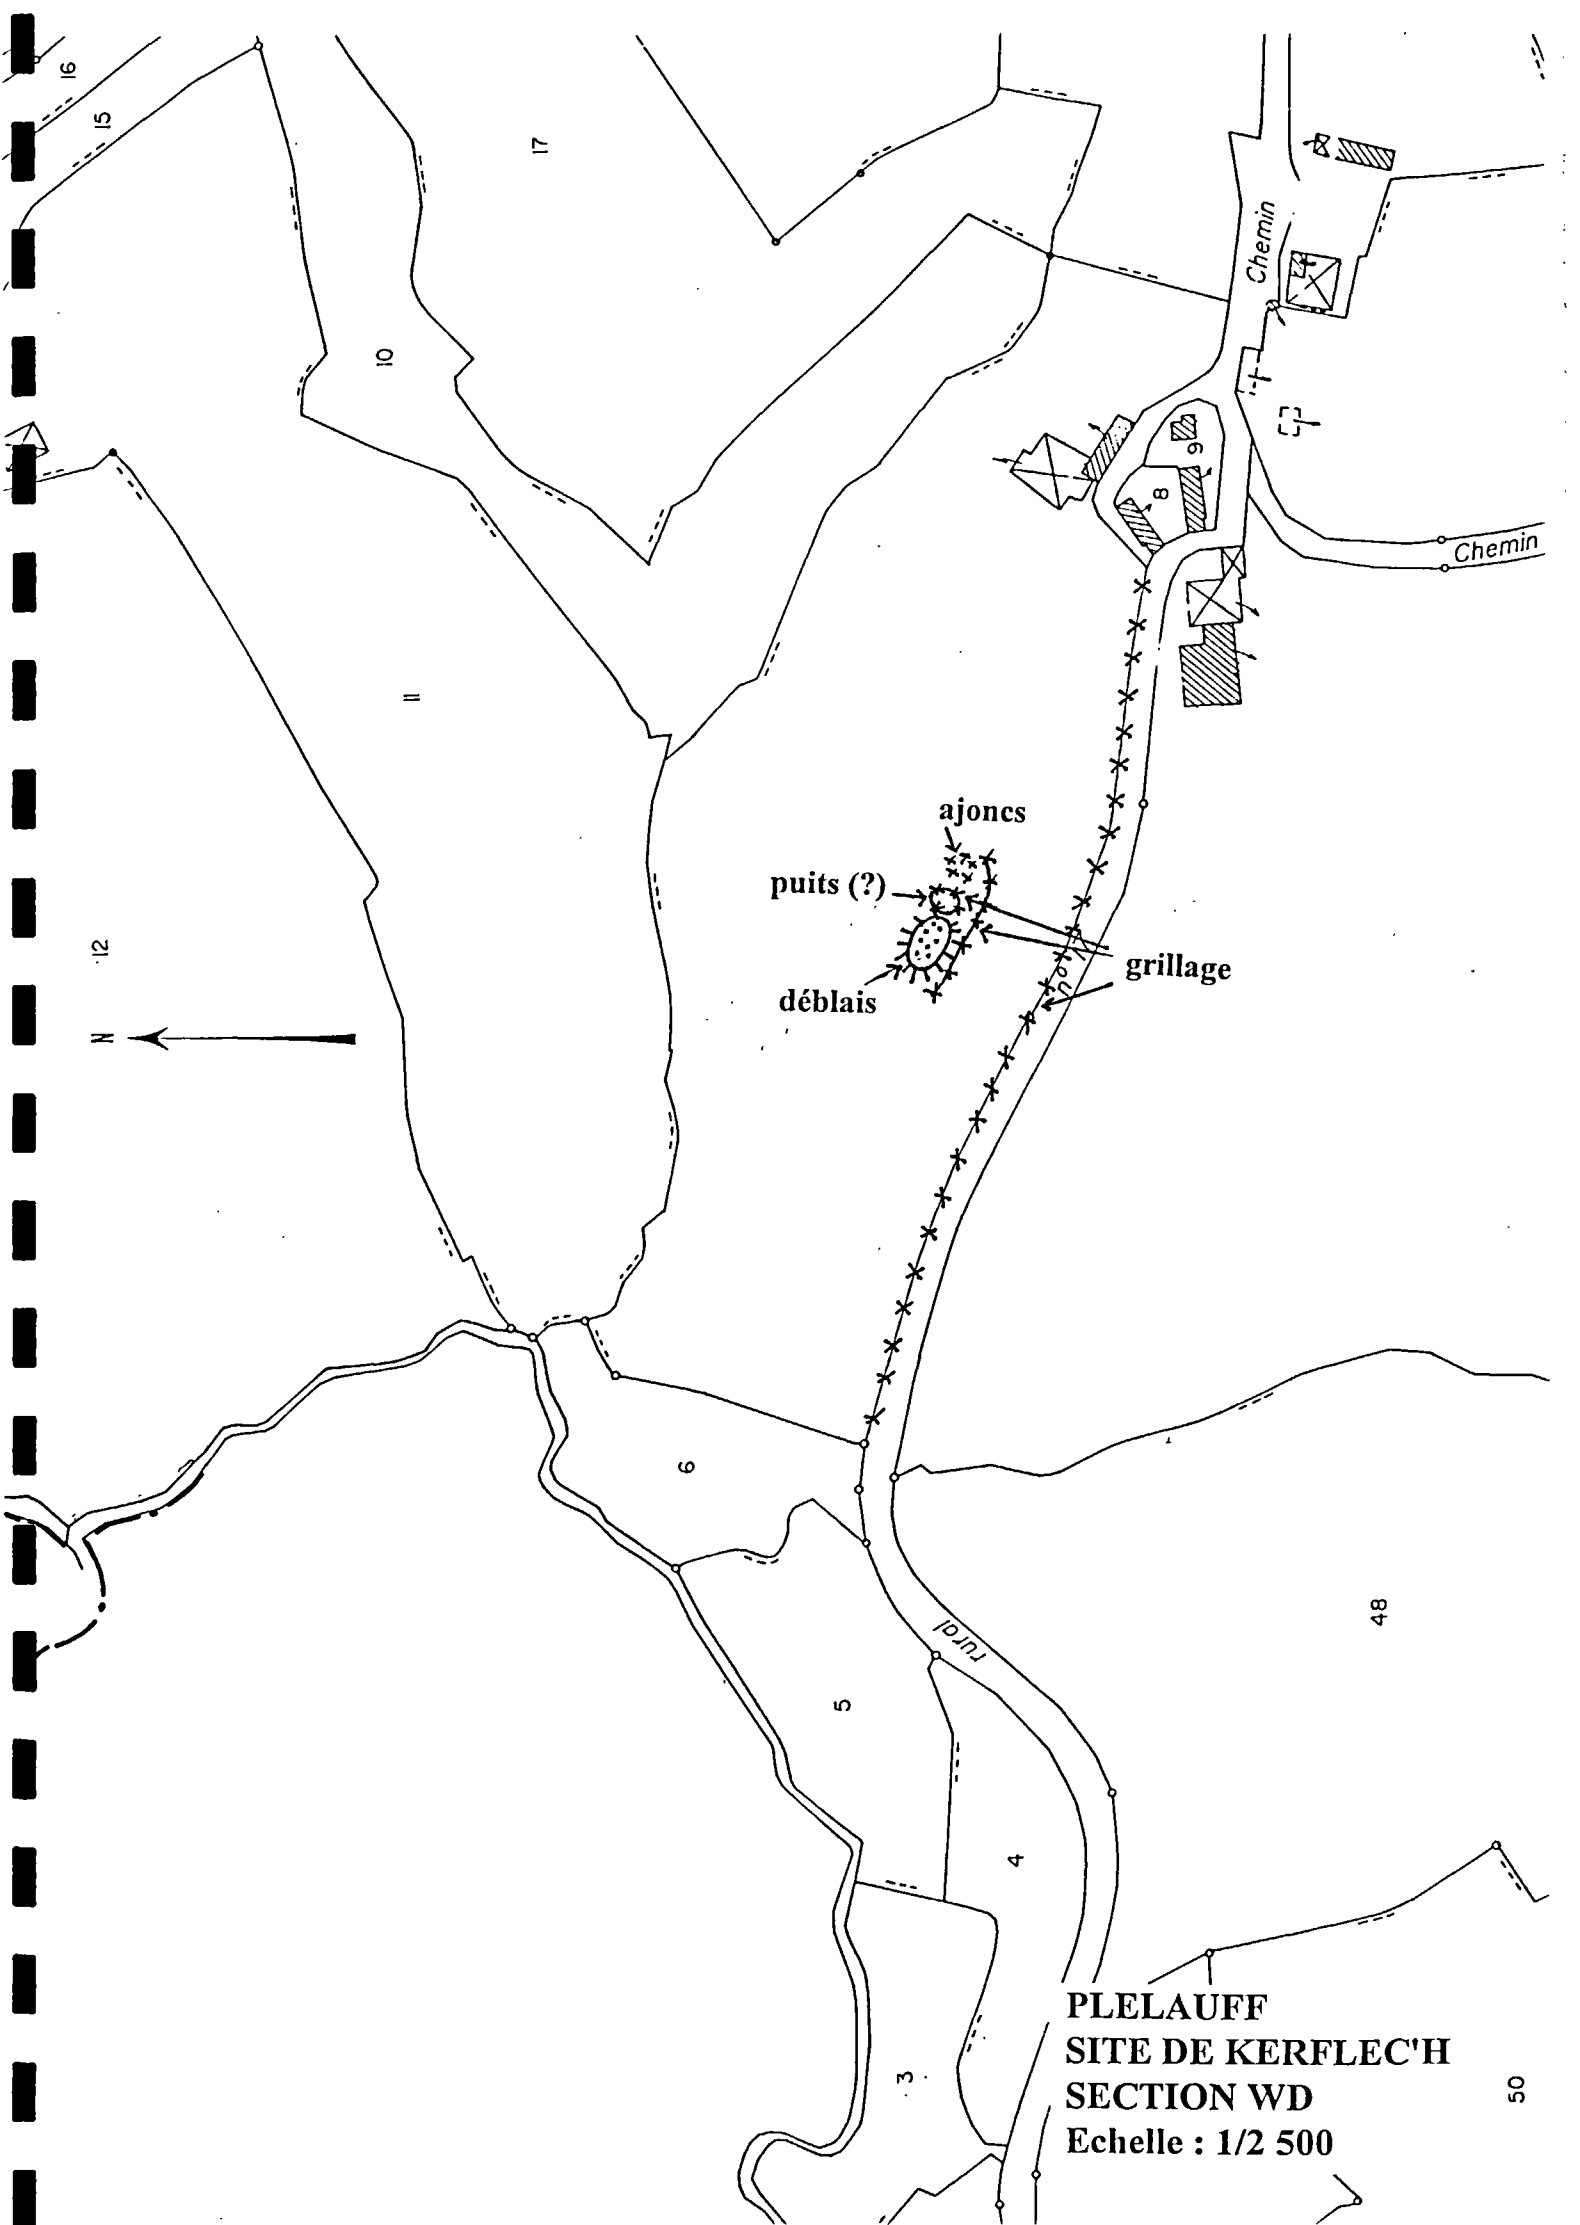 16
15
17
10
11
12
N
Chemin
9
8
Chemin
ajoncs
puits (?)
déblais
grillage
n°
6
5
rural
4
3
48
50
PLELAUFF
SITE DE KERFLEC'H
SECTION WD
Echelle : 1/2 500